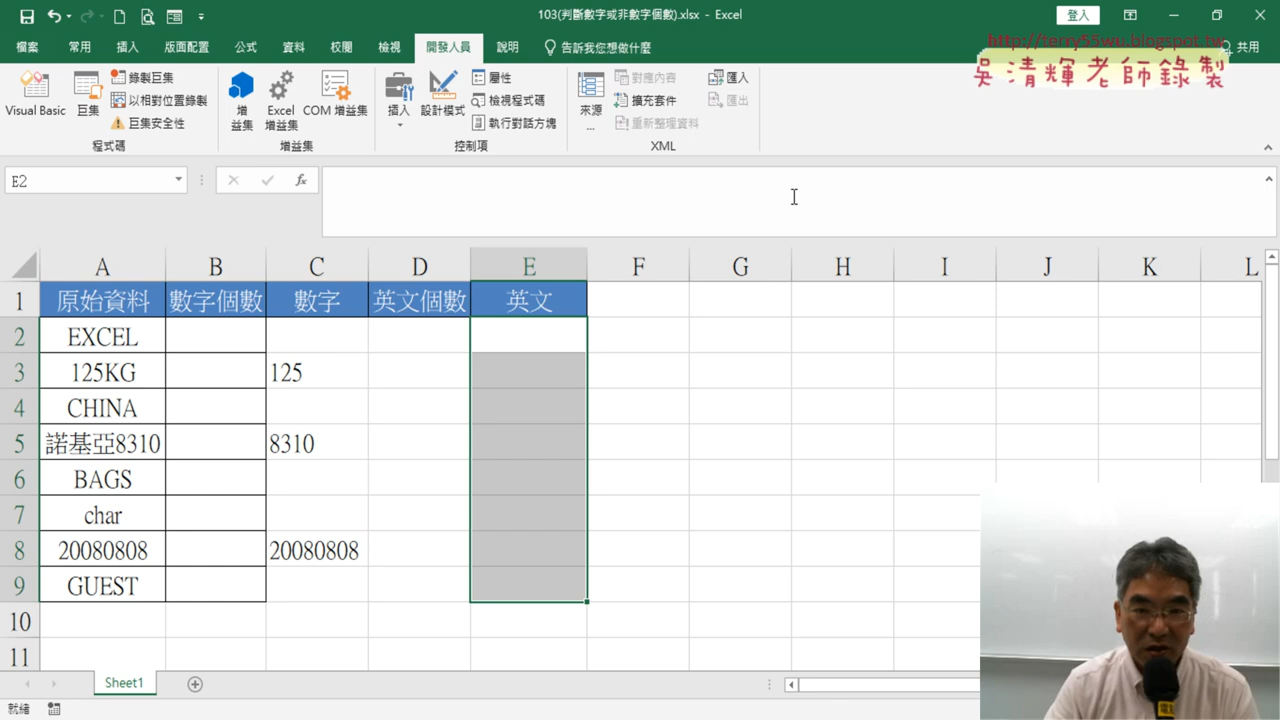 103(判斷數字或非數字個數).xlsx - Excel
登入
檔案 常用 插入 版面配置 公式 資料 校閱 檢視 開發人員 說明 告訴我您想做什麼 共用
http://terry55wu.blogspot.tw
吳清輝老師錄製
Visual Basic 巨集 錄製巨集 以相對位置錄製 巨集安全性 程式碼
增益集 Excel 增益集 COM 增益集 增益集
插入 設計模式 屬性 檢視程式碼 執行對話方塊 控制項
來源... 對應內容 擴充套件 重新整理資料 匯入 匯出 XML
E2 fx
A B C D E F G H I J K L
1 原始資料 數字個數 數字 英文個數 英文
2 EXCEL
3 125KG 125
4 CHINA
5 諾基亞8310 8310
6 BAGS
7 char
8 20080808 20080808
9 GUEST
10
11
Sheet1
就緒